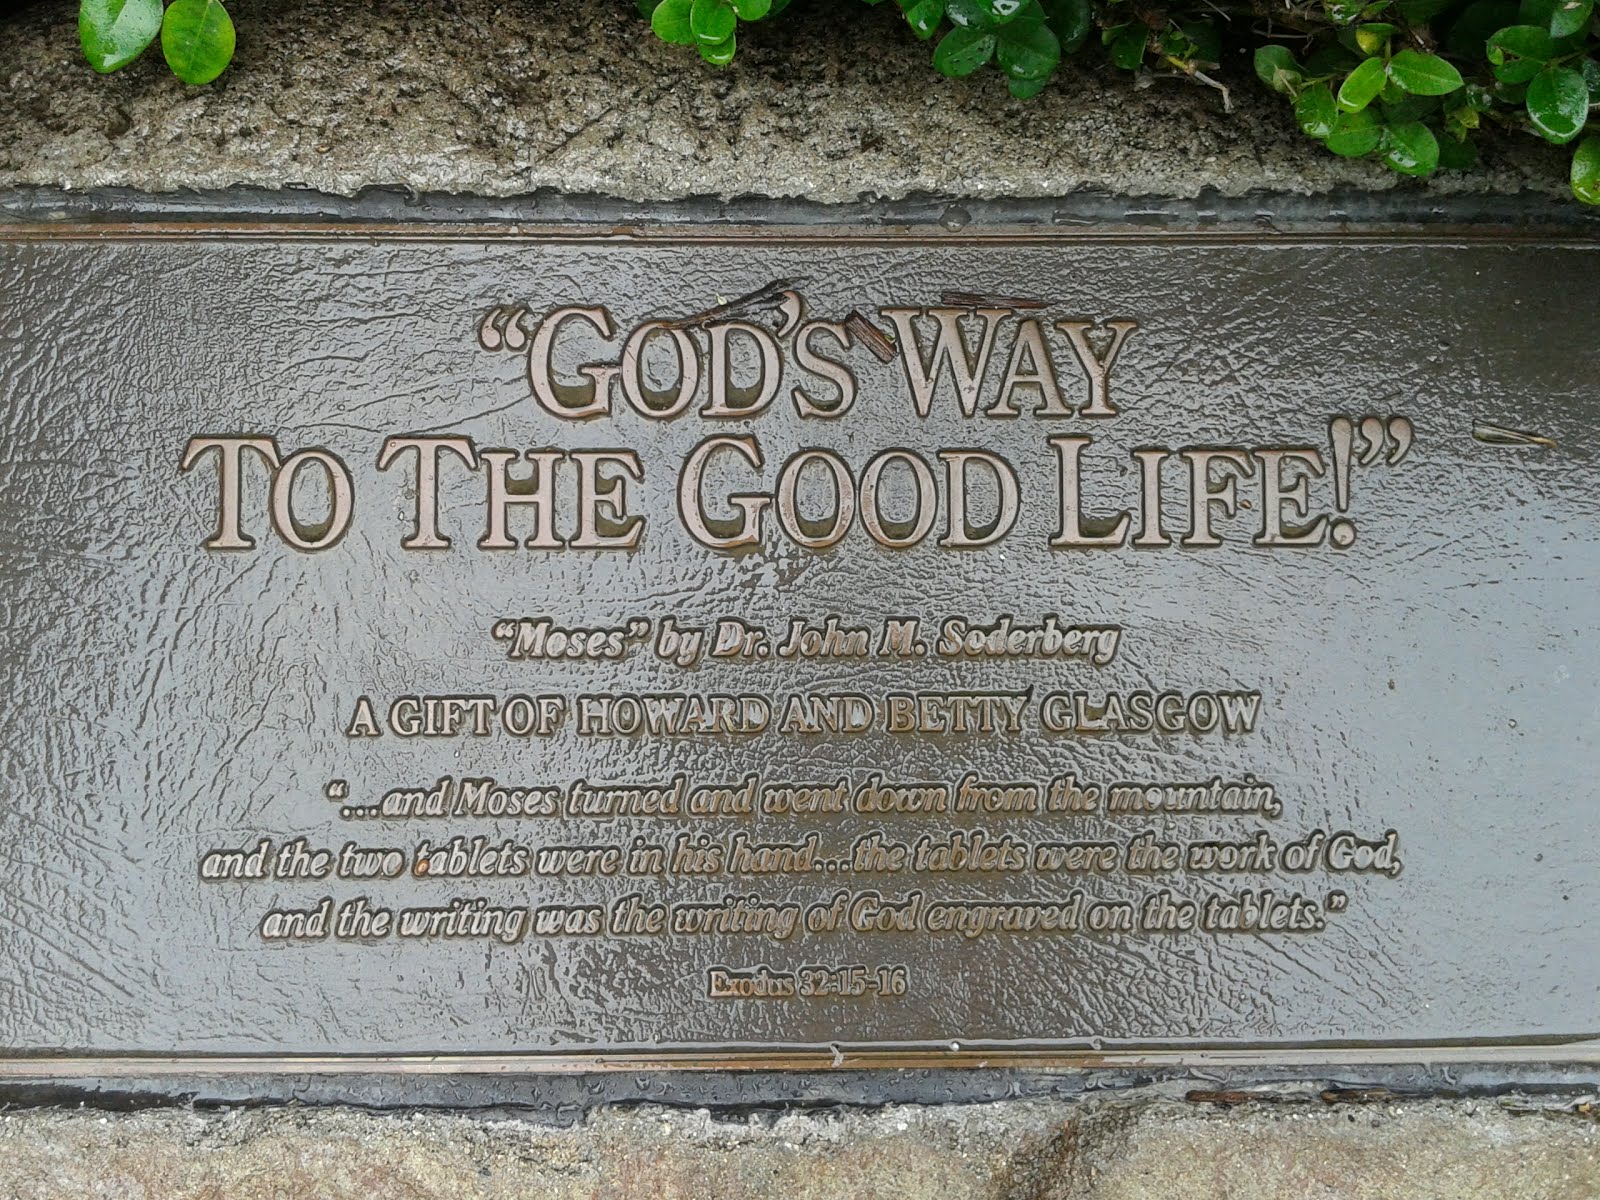 “GOD’S WAY
TO THE GOOD LIFE!”
“Moses” by Dr. John M. Soderberg
A GIFT OF HOWARD AND BETTY GLASGOW
“...and Moses turned and went down from the mountain,
and the two tablets were in his hand...the tablets were the work of God,
and the writing was the writing of God engraved on the tablets.”
Exodus 32:15-16